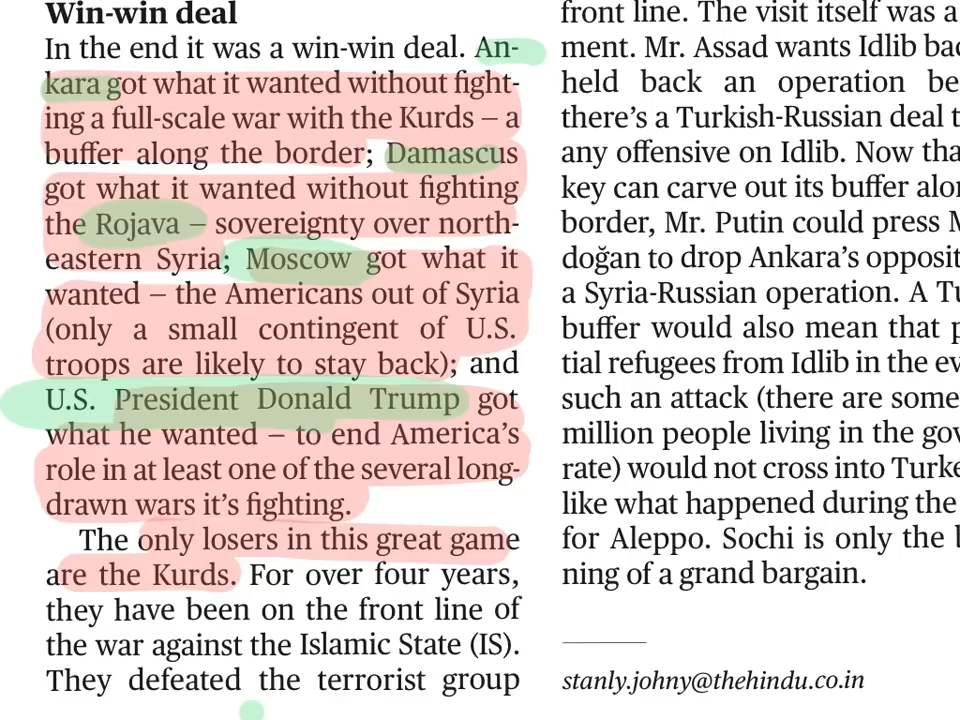 Win-win deal
In the end it was a win-win deal. An-
kara got what it wanted without fight-
ing a full-scale war with the Kurds – a
buffer along the border; Damascus
got what it wanted without fighting
the Rojava – sovereignty over north-
eastern Syria; Moscow got what it
wanted – the Americans out of Syria
(only a small contingent of U.S.
troops are likely to stay back); and
U.S. President Donald Trump got
what he wanted – to end America's
role in at least one of the several long-
drawn wars it's fighting.
The only losers in this great game
are the Kurds. For over four years,
they have been on the front line of
the war against the Islamic State (IS).
They defeated the terrorist group
front line. The visit itself was a
ment. Mr. Assad wants Idlib
held back an operation
there's a Turkish-Russian deal
any offensive on Idlib. Now
key can carve out its buffer
border, Mr. Putin could press
doğan to drop Ankara's
a Syria-Russian operation. A
buffer would also mean that
tial refugees from Idlib in the
such an attack (there are some
million people living in the
rate) would not cross into
like what happened during the
for Aleppo. Sochi is only the
ning of a grand bargain.
stanly.johny@thehindu.co.in